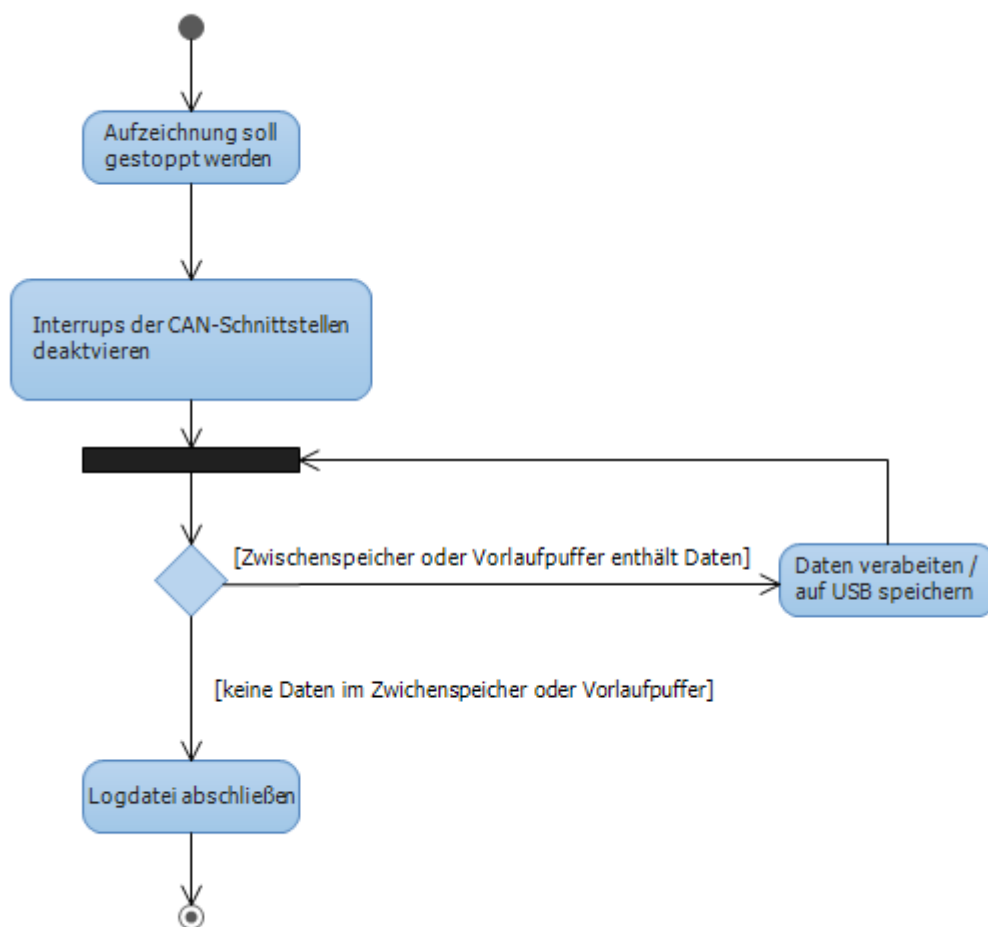 Aufzeichnung soll
gestoppt werden
Interrups der CAN-Schnittstellen
deaktvieren
[Zwischenspeicher oder Vorlaufpuffer enthält Daten]
Daten verabeiten /
auf USB speichern
[keine Daten im Zwichenspeicher oder Vorlaufpuffer]
Logdatei abschließen